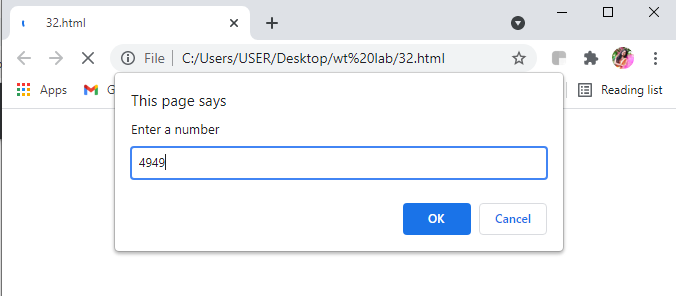 32.html
File | C:/Users/USER/Desktop/wt%20lab/32.html
Apps G Reading list
This page says
Enter a number
4949
OK Cancel